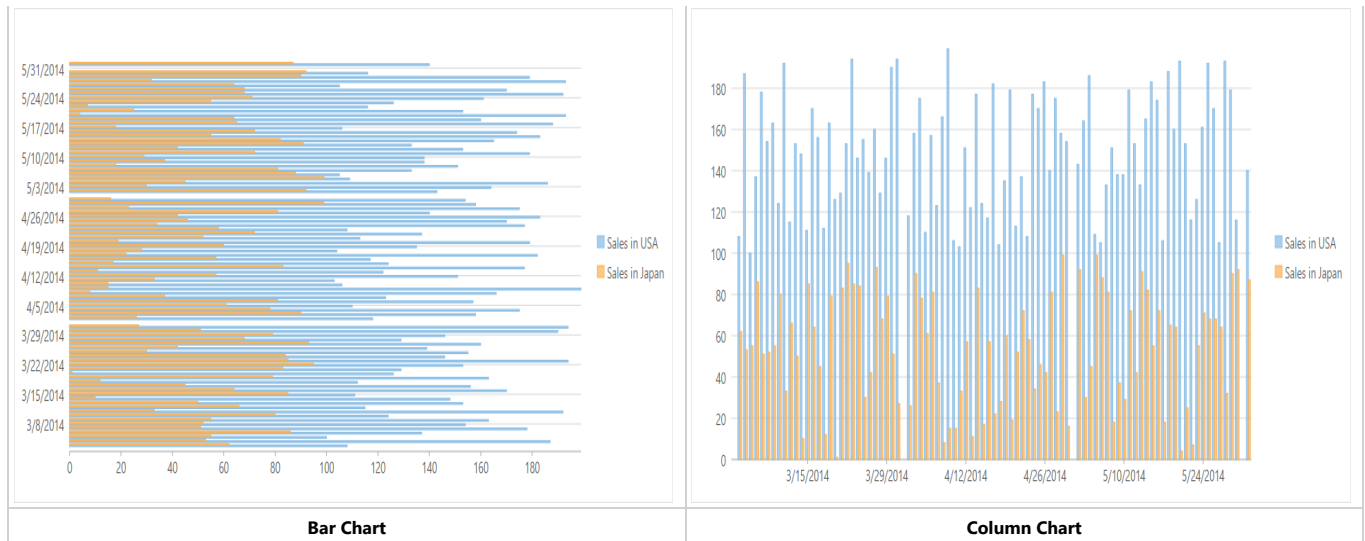 5/31/2014
5/24/2014
5/17/2014
5/10/2014
5/3/2014
4/26/2014
4/19/2014
4/12/2014
4/5/2014
3/29/2014
3/22/2014
3/15/2014
3/8/2014
0 20 40 60 80 100 120 140 160 180
Sales in USA
Sales in Japan
Bar Chart
180
160
140
120
100
80
60
40
20
0
3/15/2014 3/29/2014 4/12/2014 4/26/2014 5/10/2014 5/24/2014
Sales in USA
Sales in Japan
Column Chart